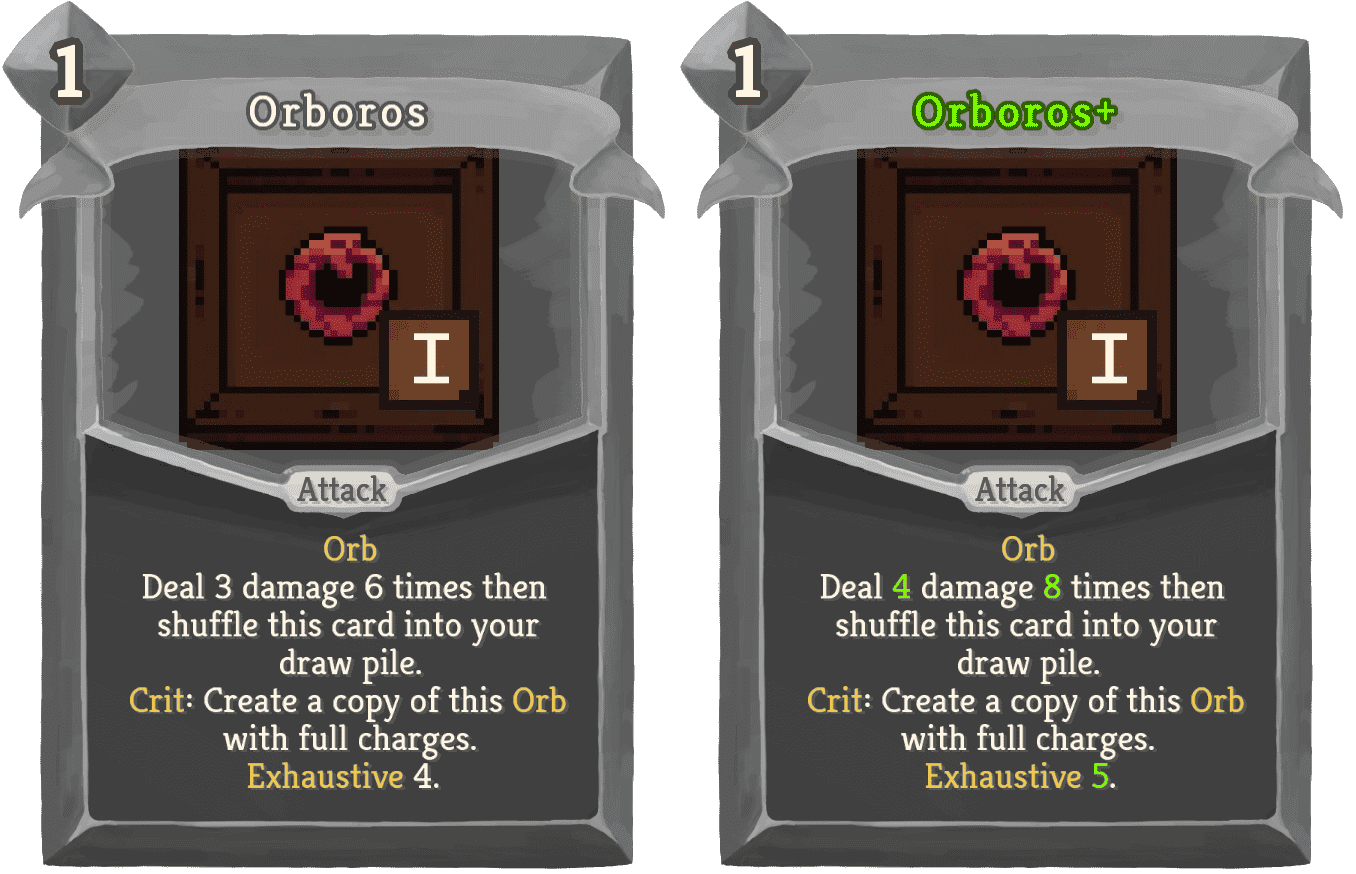 1
Orboros
I
Attack
Orb
Deal 3 damage 6 times then
shuffle this card into your
draw pile.
Crit: Create a copy of this Orb
with full charges.
Exhaustive 4.
1
Orboros+
I
Attack
Orb
Deal 4 damage 8 times then
shuffle this card into your
draw pile.
Crit: Create a copy of this Orb
with full charges.
Exhaustive 5.